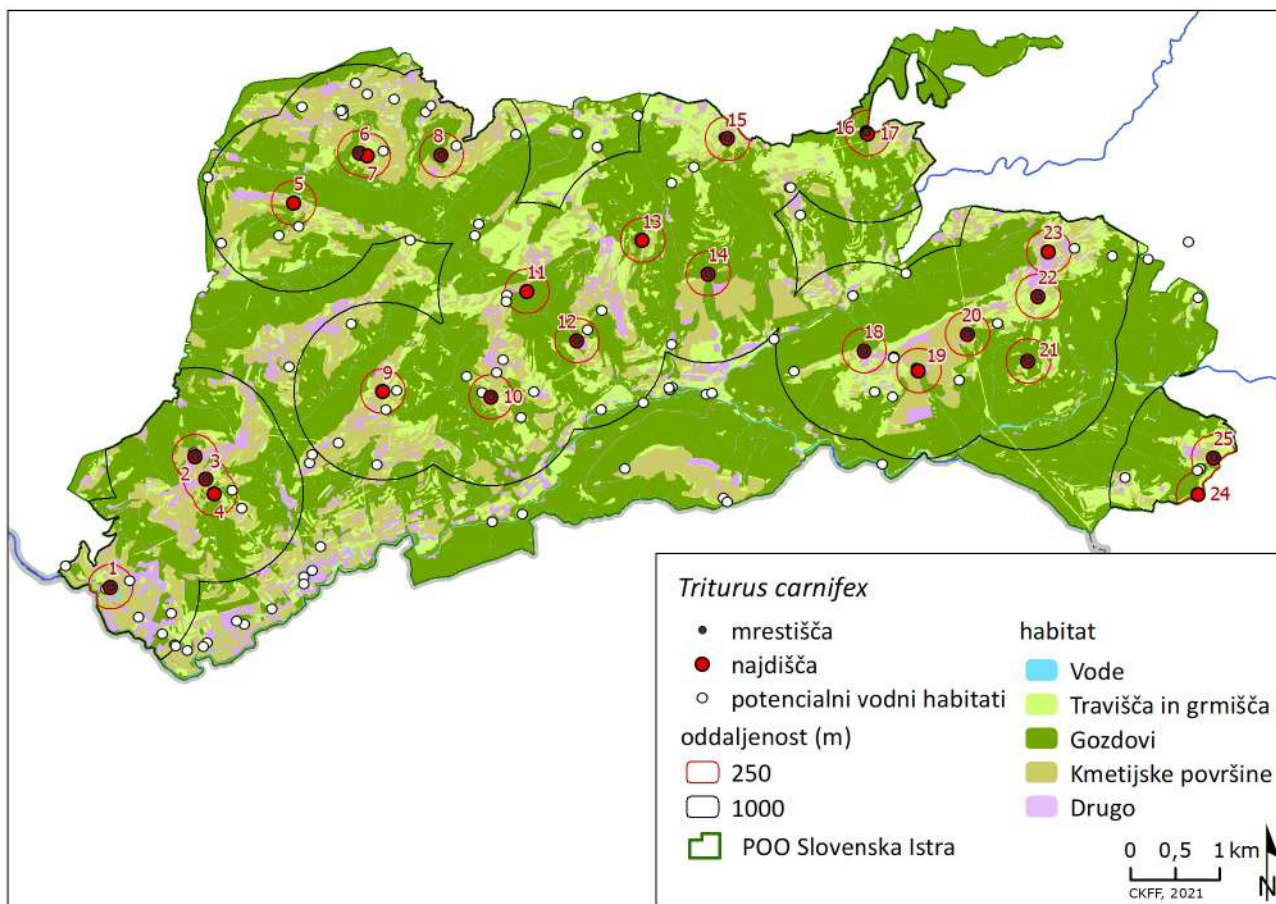 15
16 17
6
8
7
5
13
23
14
11
22
12
20
18
21
19
9
10
25
2 3
4
24
1
Triturus carnifex
mrestišča
najdišča
potencialni vodni habitati
oddaljenost (m)
250
1000
POO Slovenska Istra
habitat
Vode
Travišča in grmišča
Gozdovi
Kmetijske površine
Drugo
0 0,5 1 km
CKFF, 2021
N